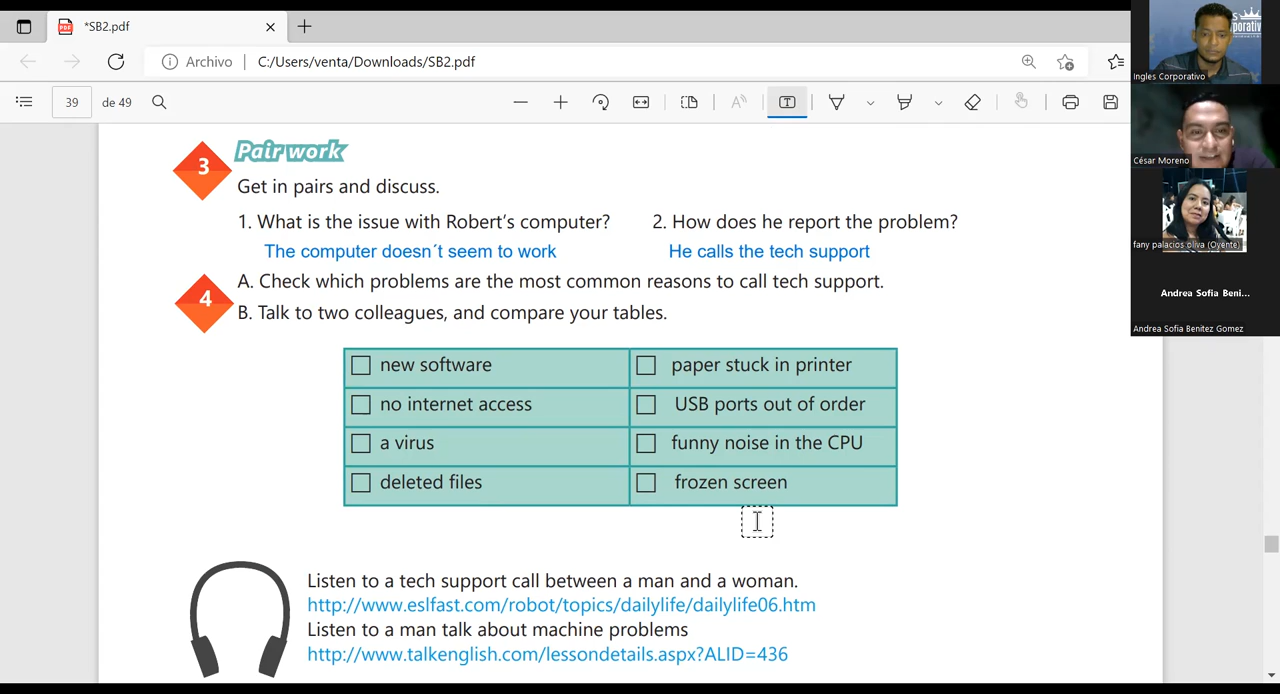 *SB2.pdf
Archivo
C:/Users/venta/Downloads/SB2.pdf
39
de 49
3
Pair work
Get in pairs and discuss.
1. What is the issue with Robert's computer?
2. How does he report the problem?
The computer doesn´t seem to work
He calls the tech support
4
A. Check which problems are the most common reasons to call tech support.
B. Talk to two colleagues, and compare your tables.
new software
paper stuck in printer
no internet access
USB ports out of order
a virus
funny noise in the CPU
deleted files
frozen screen
Listen to a tech support call between a man and a woman.
http://www.eslfast.com/robot/topics/dailylife/dailylife06.htm
Listen to a man talk about machine problems
http://www.talkenglish.com/lessondetails.aspx?ALID=436
Ingles Corporativo
César Moreno
fany palacios oliva (Oyente)
Andrea Sofia Beni...
Andrea Sofia Benitez Gomez